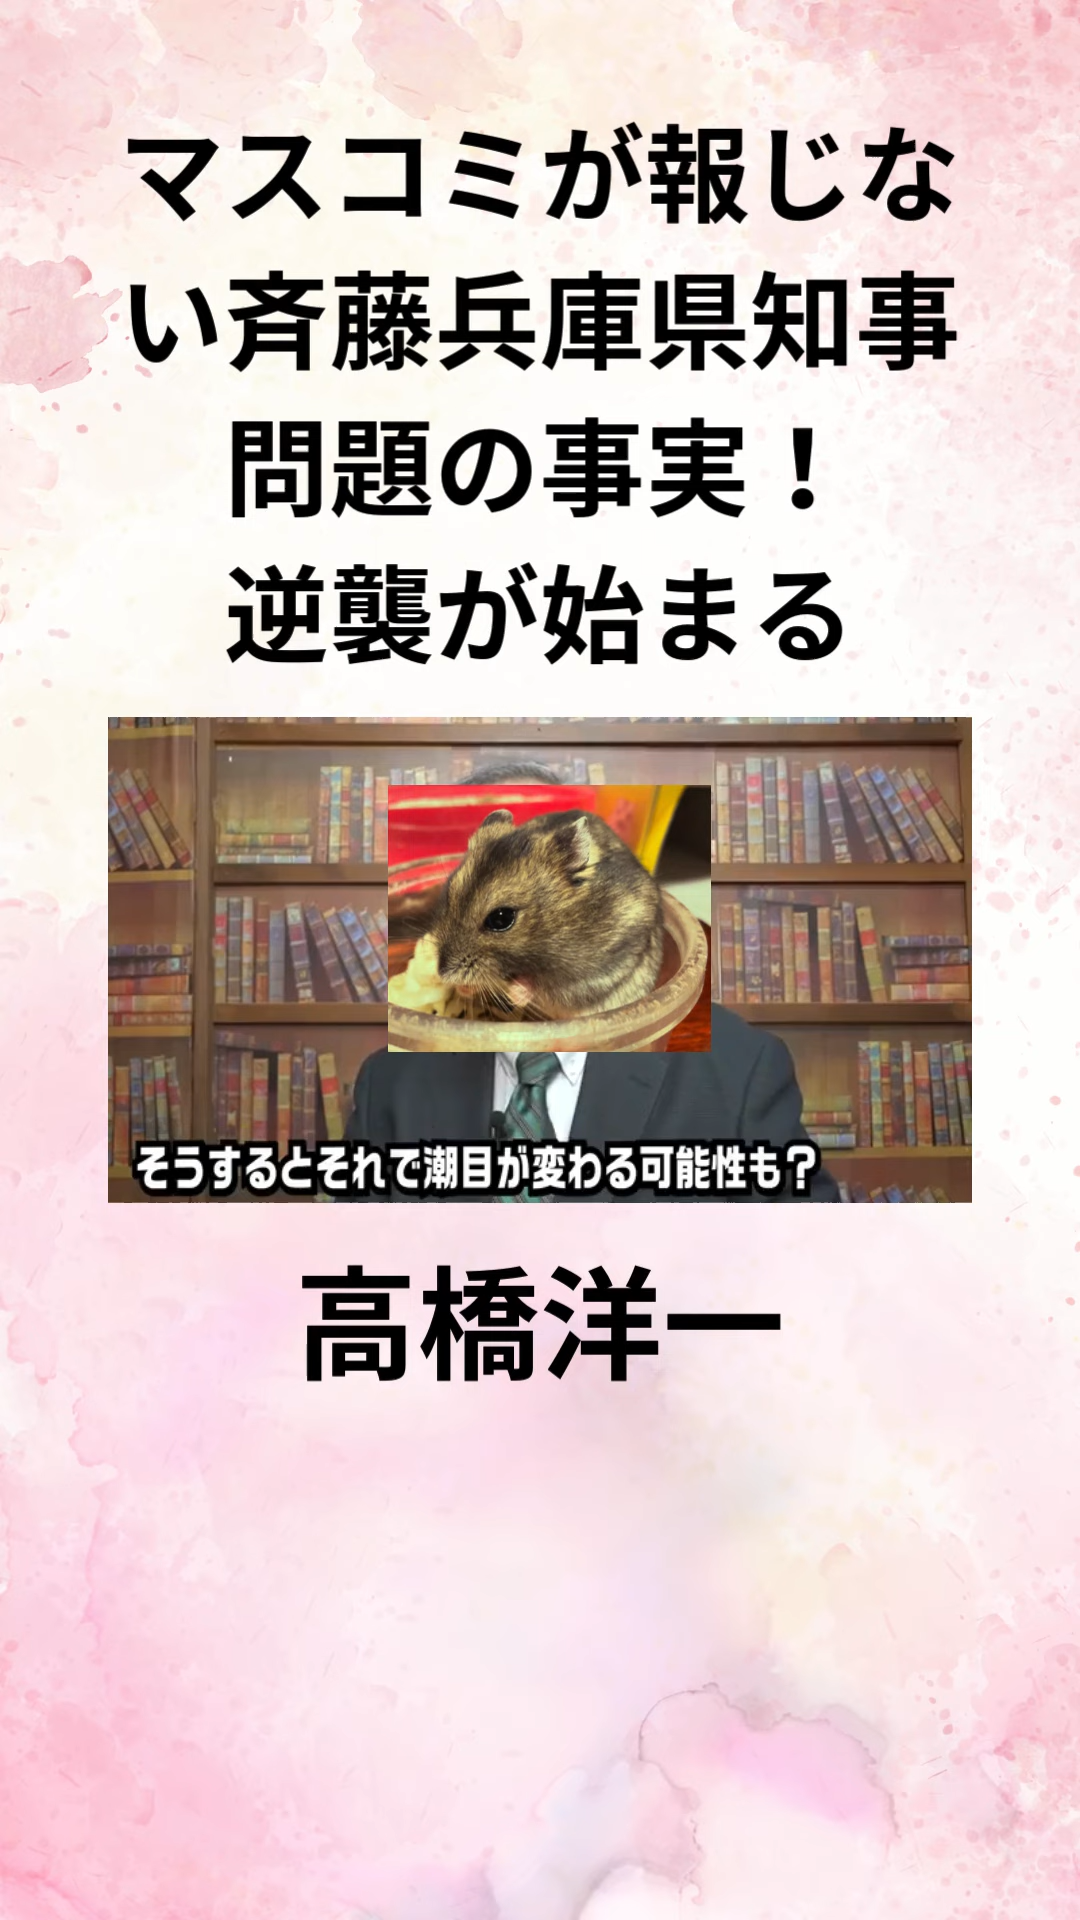 マスコミが報じな
い斉藤兵庫県知事
問題の事実！
逆襲が始まる
そうするとそれで潮目が変わる可能性も？
高橋洋一